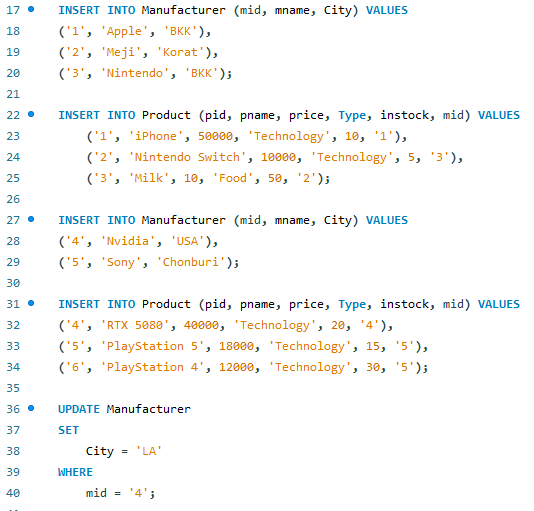 17 INSERT INTO Manufacturer (mid, mname, City) VALUES
18 ('1', 'Apple', 'BKK'),
19 ('2', 'Meji', 'Korat'),
20 ('3', 'Nintendo', 'BKK');
21
22 INSERT INTO Product (pid, pname, price, Type, instock, mid) VALUES
23 ('1', 'iPhone', 50000, 'Technology', 10, '1'),
24 ('2', 'Nintendo Switch', 10000, 'Technology', 5, '3'),
25 ('3', 'Milk', 10, 'Food', 50, '2');
26
27 INSERT INTO Manufacturer (mid, mname, City) VALUES
28 ('4', 'Nvidia', 'USA'),
29 ('5', 'Sony', 'Chonburi');
30
31 INSERT INTO Product (pid, pname, price, Type, instock, mid) VALUES
32 ('4', 'RTX 5080', 40000, 'Technology', 20, '4'),
33 ('5', 'PlayStation 5', 18000, 'Technology', 15, '5'),
34 ('6', 'PlayStation 4', 12000, 'Technology', 30, '5');
35
36 UPDATE Manufacturer
37 SET
38 City = 'LA'
39 WHERE
40 mid = '4';